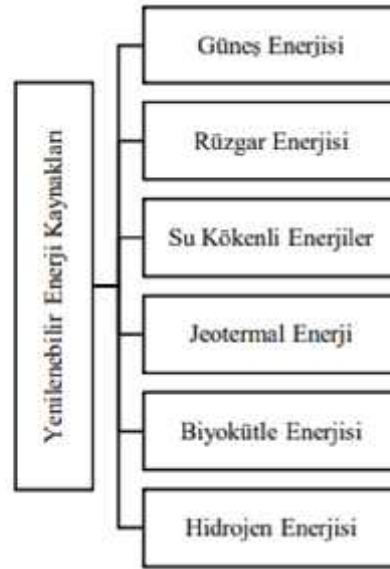 Yenilenebilir Enerji Kaynakları
Güneş Enerjisi
Rüzgar Enerjisi
Su Kökenli Enerjiler
Jeotermal Enerji
Biyokütle Enerjisi
Hidrojen Enerjisi